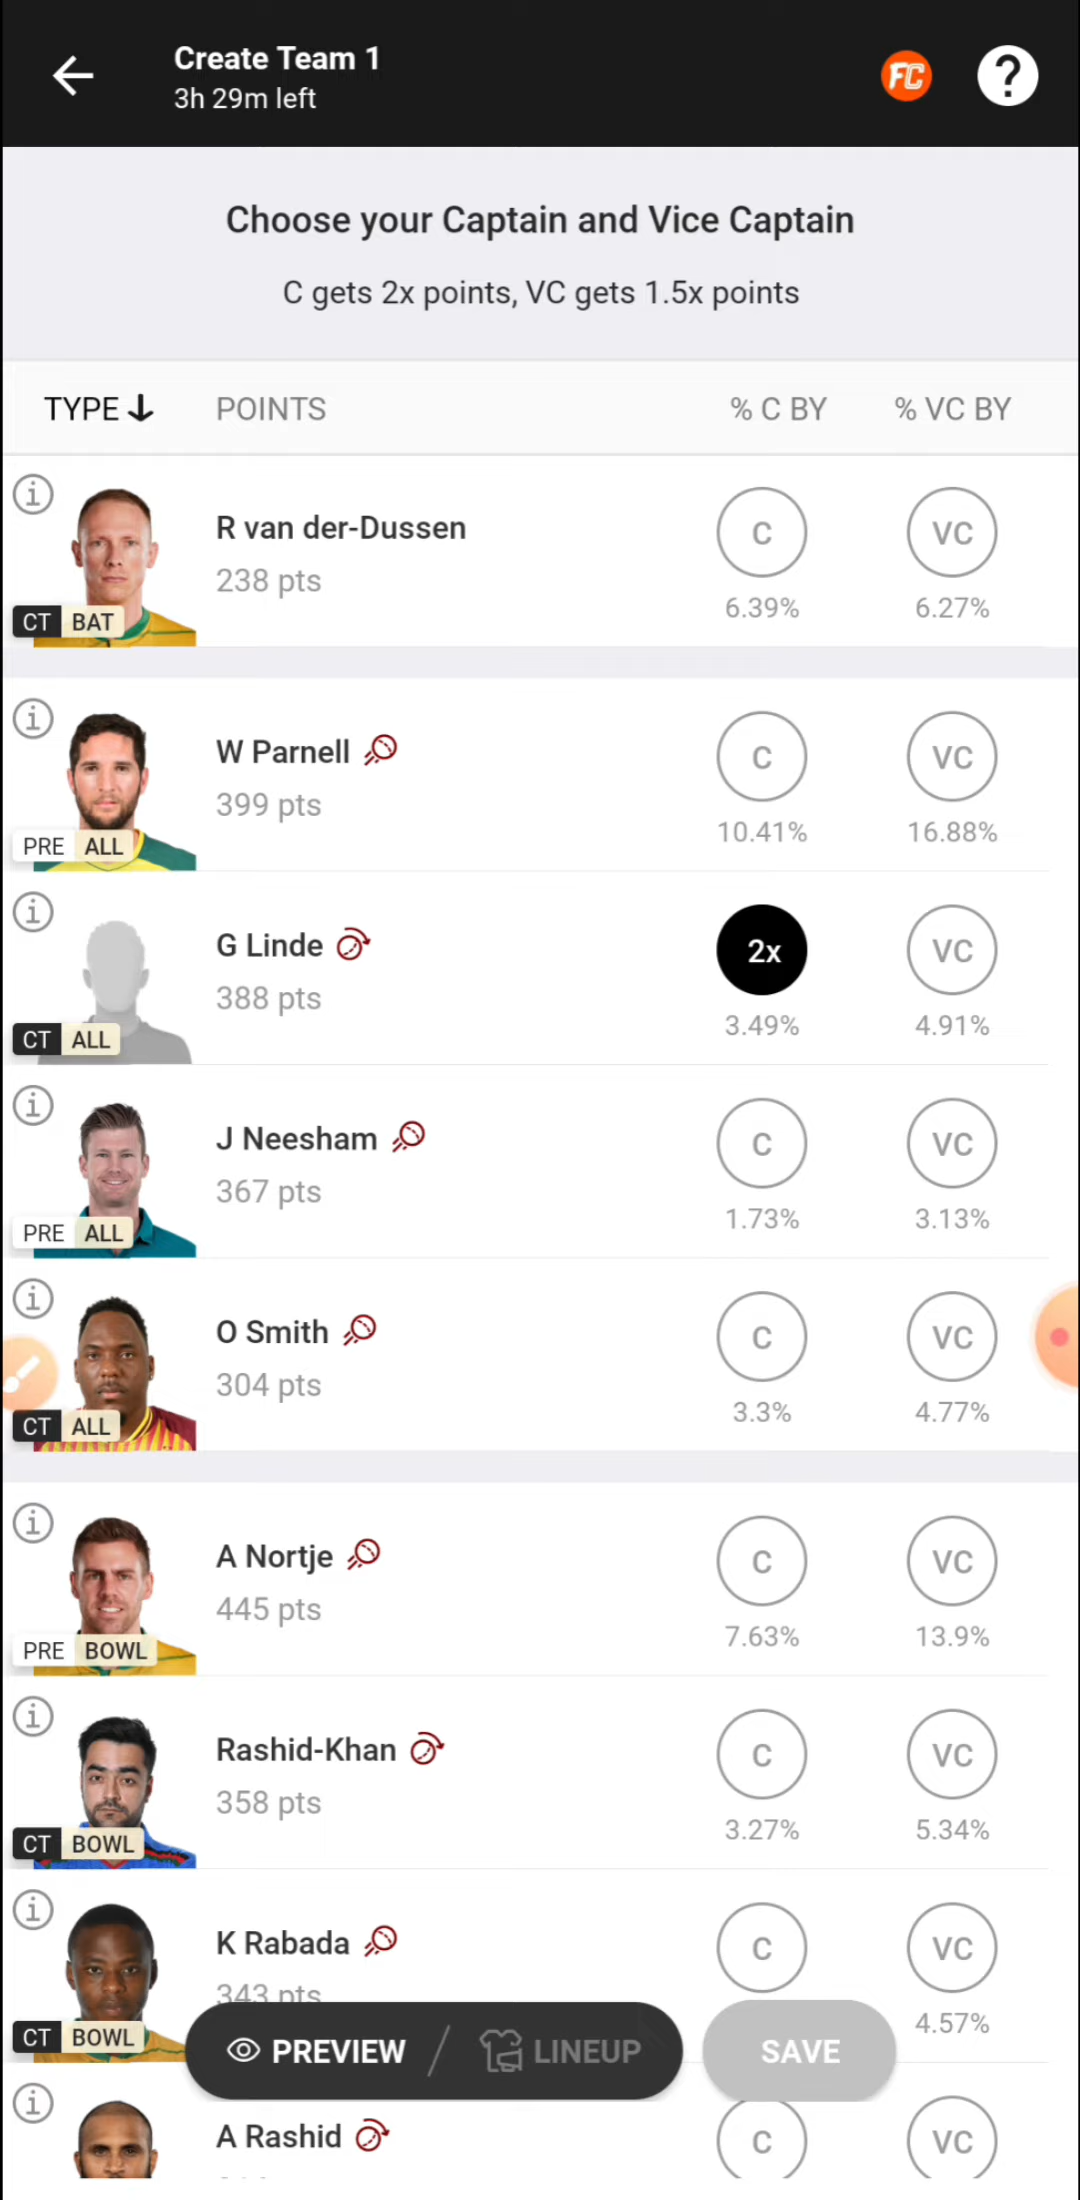 Create Team 1
3h 29m left
FC
?
Choose your Captain and Vice Captain
C gets 2x points, VC gets 1.5x points
TYPE POINTS % C BY % VC BY
R van der-Dussen
238 pts
C
6.39%
VC
6.27%
CT BAT
W Parnell
399 pts
C
10.41%
VC
16.88%
PRE ALL
G Linde
388 pts
2x
3.49%
VC
4.91%
CT ALL
J Neesham
367 pts
C
1.73%
VC
3.13%
PRE ALL
O Smith
304 pts
C
3.3%
VC
4.77%
CT ALL
A Nortje
445 pts
C
7.63%
VC
13.9%
PRE BOWL
Rashid-Khan
358 pts
C
3.27%
VC
5.34%
CT BOWL
K Rabada
343 pts
C
VC
4.57%
CT BOWL
PREVIEW / LINEUP
SAVE
A Rashid
C
VC